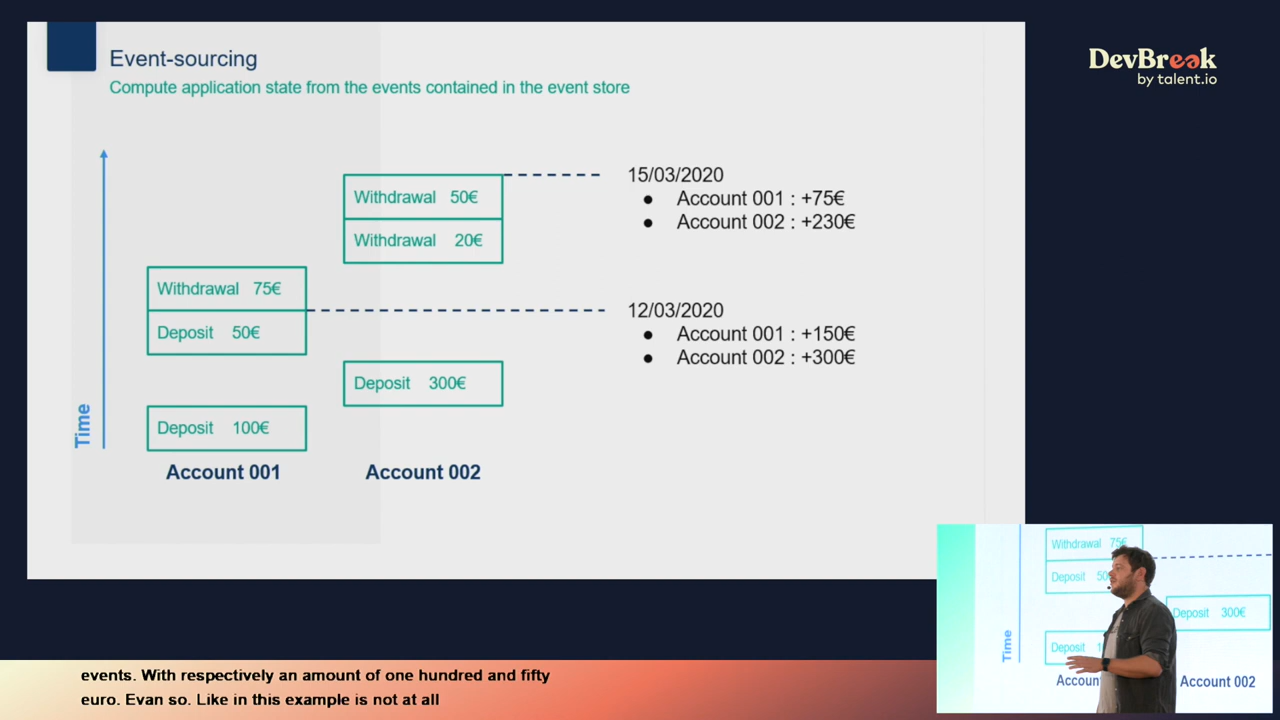 Event-sourcing
Compute application state from the events contained in the event store
DevBreak
by talent.io
Withdrawal 50€
Withdrawal 20€
Withdrawal 75€
Deposit 50€
Deposit 300€
Deposit 100€
Time
Account 001
Account 002
15/03/2020
● Account 001 : +75€
● Account 002 : +230€
12/03/2020
● Account 001 : +150€
● Account 002 : +300€
Withdrawal 75€
Deposit 50
Deposit 300€
Deposit 1
Time
Accoun
Account 002
events. With respectively an amount of one hundred and fifty
euro. Evan so. Like in this example is not at all